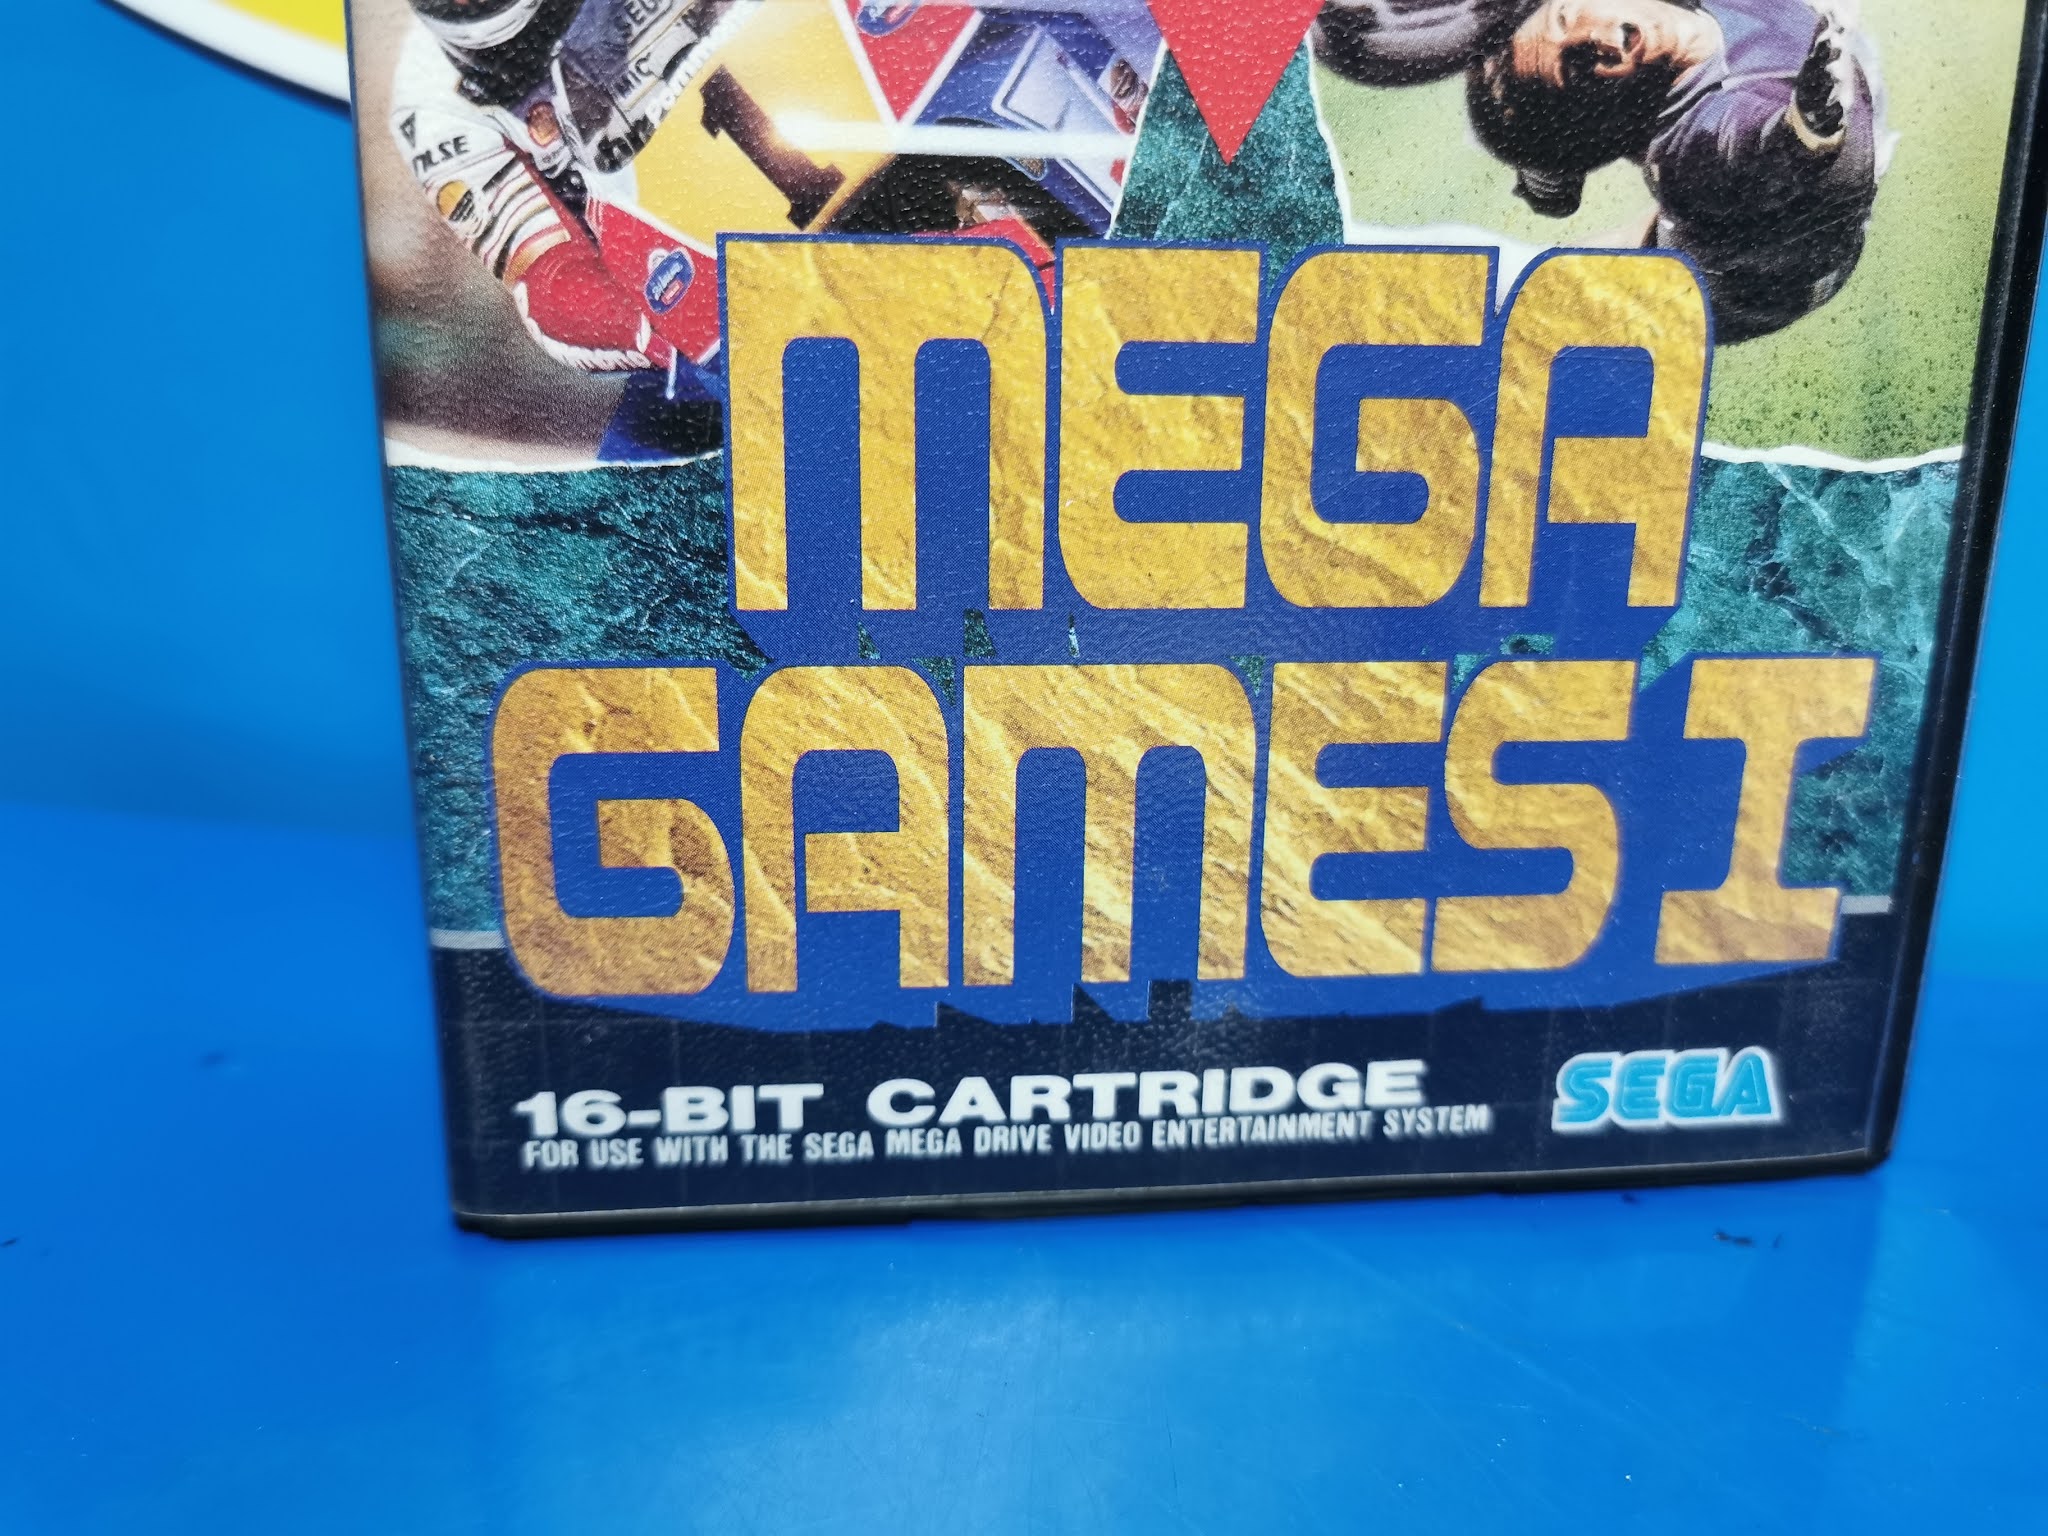 MEGA
GAMES I
16-BIT CARTRIDGE
FOR USE WITH THE SEGA MEGA DRIVE VIDEO ENTERTAINMENT SYSTEM
SEGA